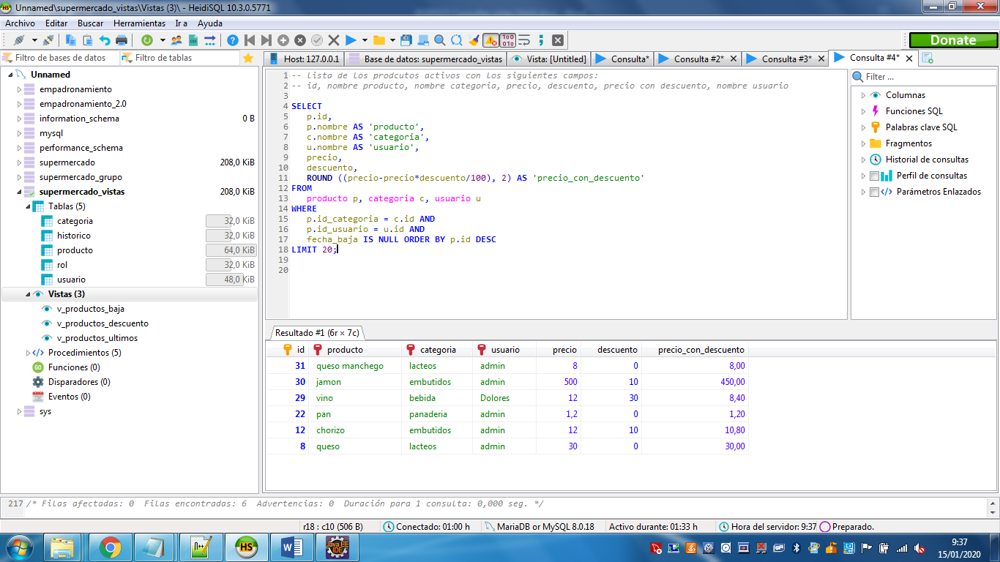 Unnamed\supermercado_vistas\Vistas (3)\ - HeidiSQL 10.3.0.5771
Archivo Editar Buscar Herramientas Ir a Ayuda
Donate
Filtro de bases de datos
Filtro de tablas
Host: 127.0.0.1
Base de datos: supermercado_vistas
Vista: [Untitled]
Consulta*
Consulta #2*
Consulta #3*
Consulta #4*
Unnamed
empadronamiento
empadronamiento_2.0
information_schema 0 B
mysql
performance_schema
supermercado 208,0 KiB
supermercado_grupo
supermercado_vistas 208,0 KiB
Tablas (5)
categoria 32,0 KiB
historico 32,0 KiB
producto 64,0 KiB
rol 32,0 KiB
usuario 48,0 KiB
Vistas (3)
v_productos_baja
v_productos_descuento
v_productos_ultimos
Procedimientos (5)
Funciones (0)
Disparadores (0)
Eventos (0)
sys
1 -- lista de los prodcutos activos con los siguientes campos:
2 -- id, nombre producto, nombre categoria, precio, descuento, precio con descuento, nombre usuario
3
4 SELECT
5 p.id,
6 p.nombre AS 'producto',
7 c.nombre AS 'categoria',
8 u.nombre AS 'usuario',
9 precio,
10 descuento,
11 ROUND ((precio-precio*descuento/100), 2) AS 'precio_con_descuento'
12 FROM
13 producto p, categoria c, usuario u
14 WHERE
15 p.id_categoria = c.id AND
16 p.id_usuario = u.id AND
17 fecha_baja IS NULL ORDER BY p.id DESC
18 LIMIT 20;
19
20
Filter ...
Columnas
Funciones SQL
Palabras clave SQL
Fragmentos
Historial de consultas
Perfil de consultas
Parámetros Enlazados
Resultado #1 (6r × 7c)
id producto categoria usuario precio descuento precio_con_descuento
31 queso manchego lacteos admin 8 0 8,00
30 jamon embutidos admin 500 10 450,00
29 vino bebida Dolores 12 30 8,40
22 pan panaderia admin 1,2 0 1,20
12 chorizo embutidos admin 12 10 10,80
8 queso lacteos admin 30 0 30,00
217 /* Filas afectadas: 0 Filas encontradas: 6 Advertencias: 0 Duración para 1 consulta: 0,000 seg. */
r18 : c10 (506 B)
Conectado: 01:00 h
MariaDB or MySQL 8.0.18
Activo durante: 01:33 h
Hora del servidor: 9:37
Preparado.
HS
Java EE
IDE
9:37
15/01/2020